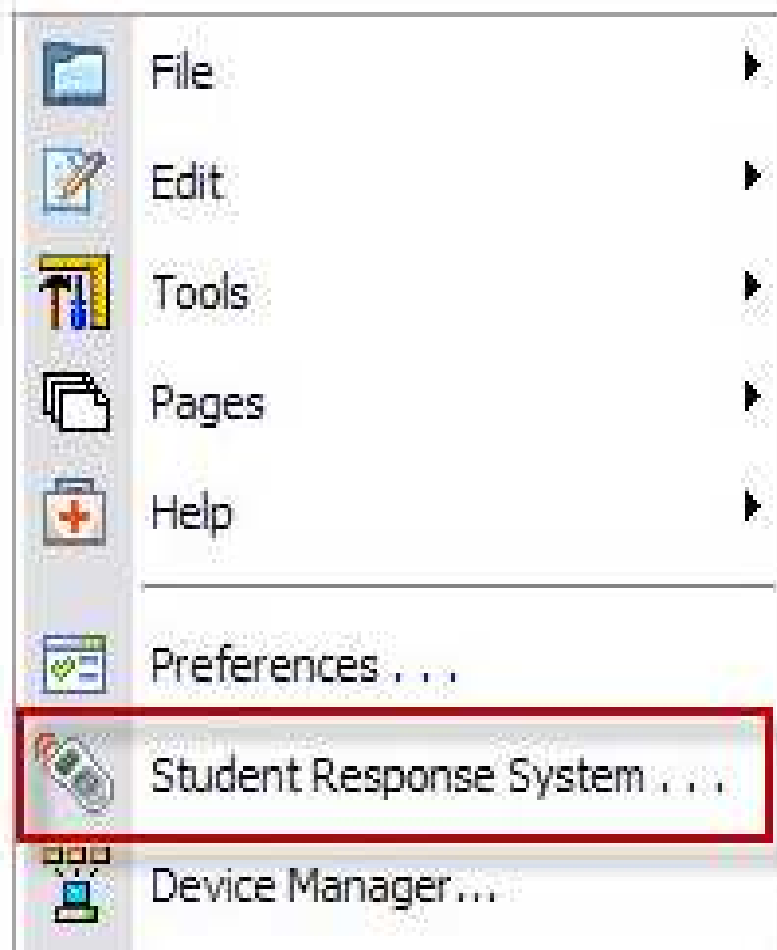 File
Edit
Tools
Pages
Help
Preferences . . .
Student Response System . . .
Device Manager...